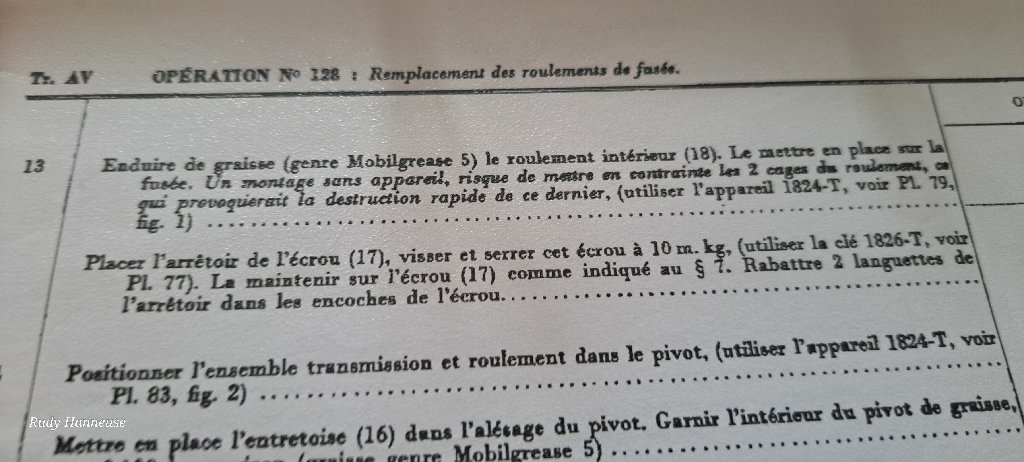 Tr. AV OPÉRATION Nº 128 : Remplacement des roulements de fusée.
13 Enduire de graisse (genre Mobilgrease 5) le roulement intérieur (18). Le mettre en place sur la
fusée. Un montage sans appareil, risque de mettre en contrainte les 2 cages du roulement, ce
qui provoquerait la destruction rapide de ce dernier, (utiliser l'appareil 1824-T, voir Pl. 79,
fig. 1)
Placer l'arrêtoir de l'écrou (17), visser et serrer cet écrou à 10 m. kg, (utiliser la clé 1826-T, voir
Pl. 77). La maintenir sur l'écrou (17) comme indiqué au § 7. Rabattre 2 languettes de
l'arrêtoir dans les encoches de l'écrou.
Positionner l'ensemble transmission et roulement dans le pivot, (utiliser l'appareil 1824-T, voir
Pl. 83, fig. 2)
Mettre en place l'entretoise (16) dans l'alésage du pivot. Garnir l'intérieur du pivot de graisse,
(graisse genre Mobilgrease 5)
Rudy Hanneuse